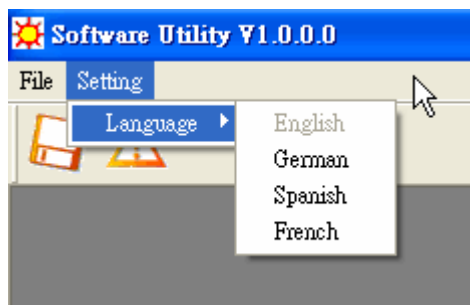 Software Utility V1.0.0.0
File Setting
Language
English
German
Spanish
French